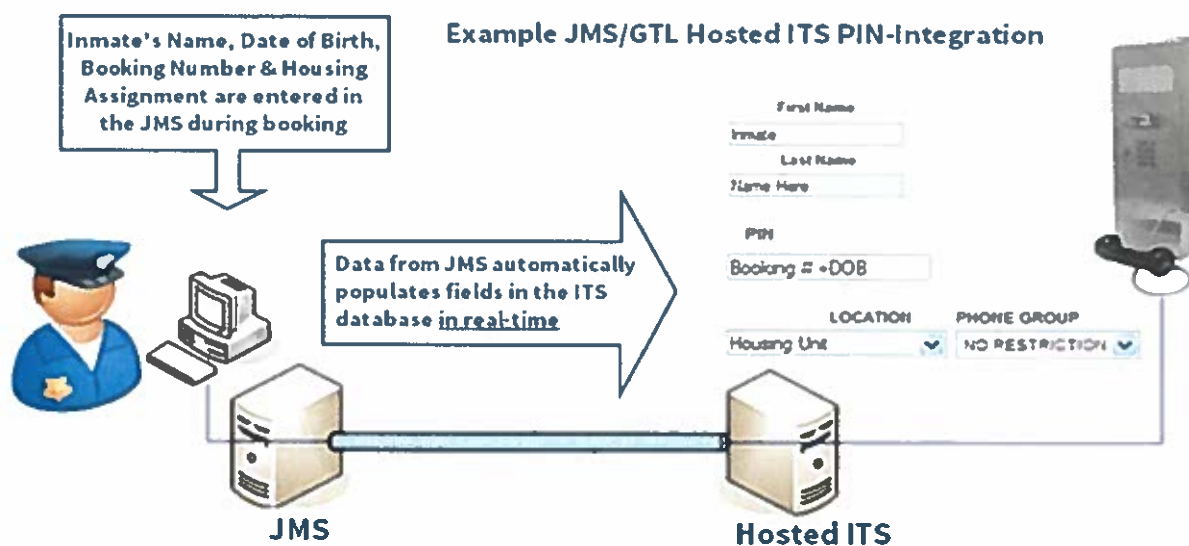 Example JMS/GTL Hosted ITS PIN-Integration
Inmate's Name, Date of Birth,
Booking Number & Housing
Assignment are entered in
the JMS during booking
First Name
Inmate
Last Name
Name Here
PIN
Booking # +DOB
Data from JMS automatically
populates fields in the ITS
database in real-time
LOCATION PHONE GROUP
Housing Unit NO RESTRICTION
JMS
Hosted ITS